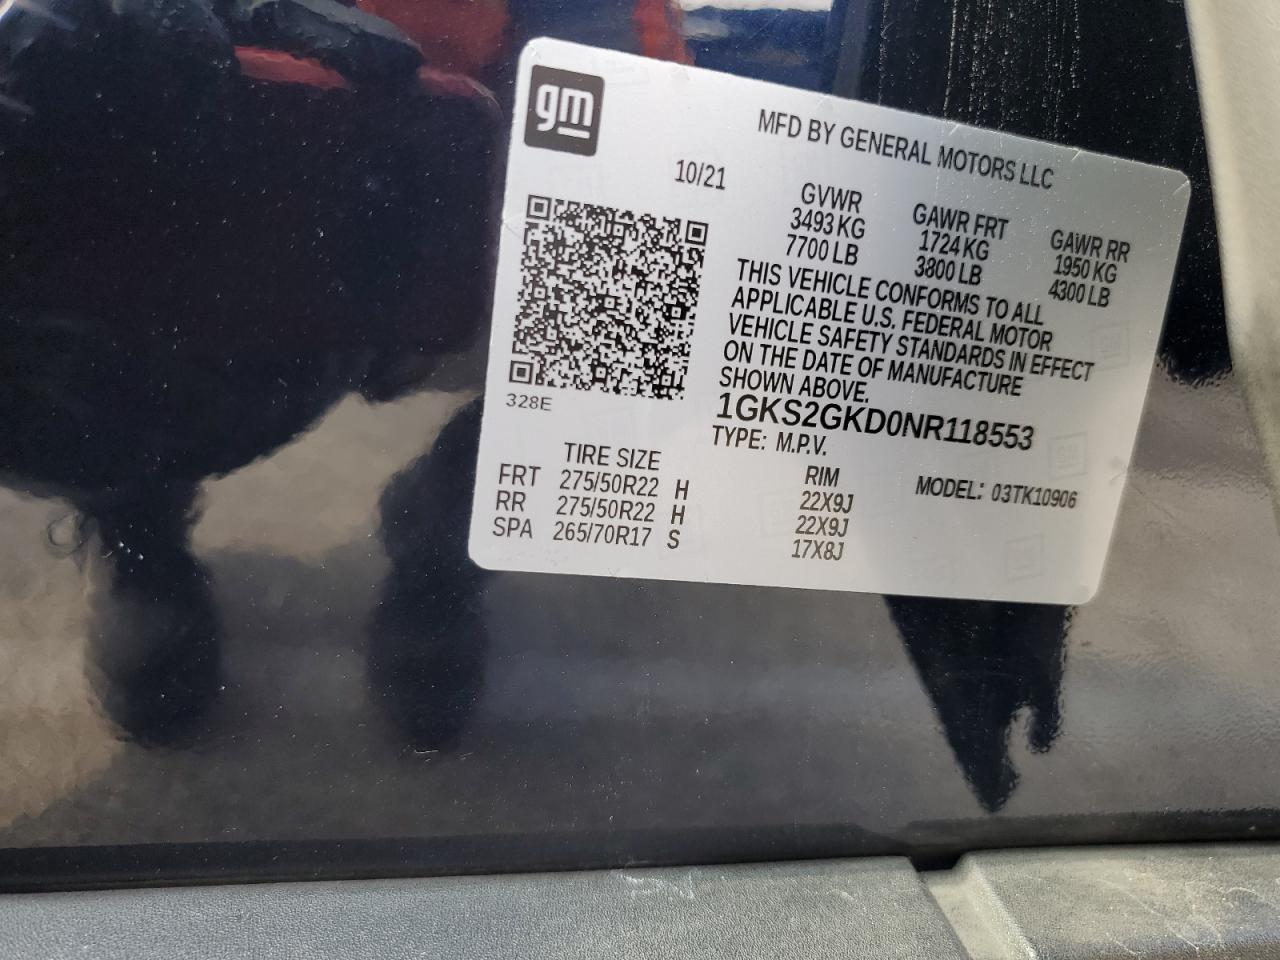 gm
MFD BY GENERAL MOTORS LLC
10/21
GVWR GAWR FRT GAWR RR
3493 KG 1724 KG 1950 KG
7700 LB 3800 LB 4300 LB
THIS VEHICLE CONFORMS TO ALL
APPLICABLE U.S. FEDERAL MOTOR
VEHICLE SAFETY STANDARDS IN EFFECT
ON THE DATE OF MANUFACTURE
SHOWN ABOVE.
328E
1GKS2GKD0NR118553
TYPE: M.P.V.
MODEL: 03TK10906
TIRE SIZE RIM
FRT 275/50R22 H 22X9J
RR 275/50R22 H 22X9J
SPA 265/70R17 S 17X8J